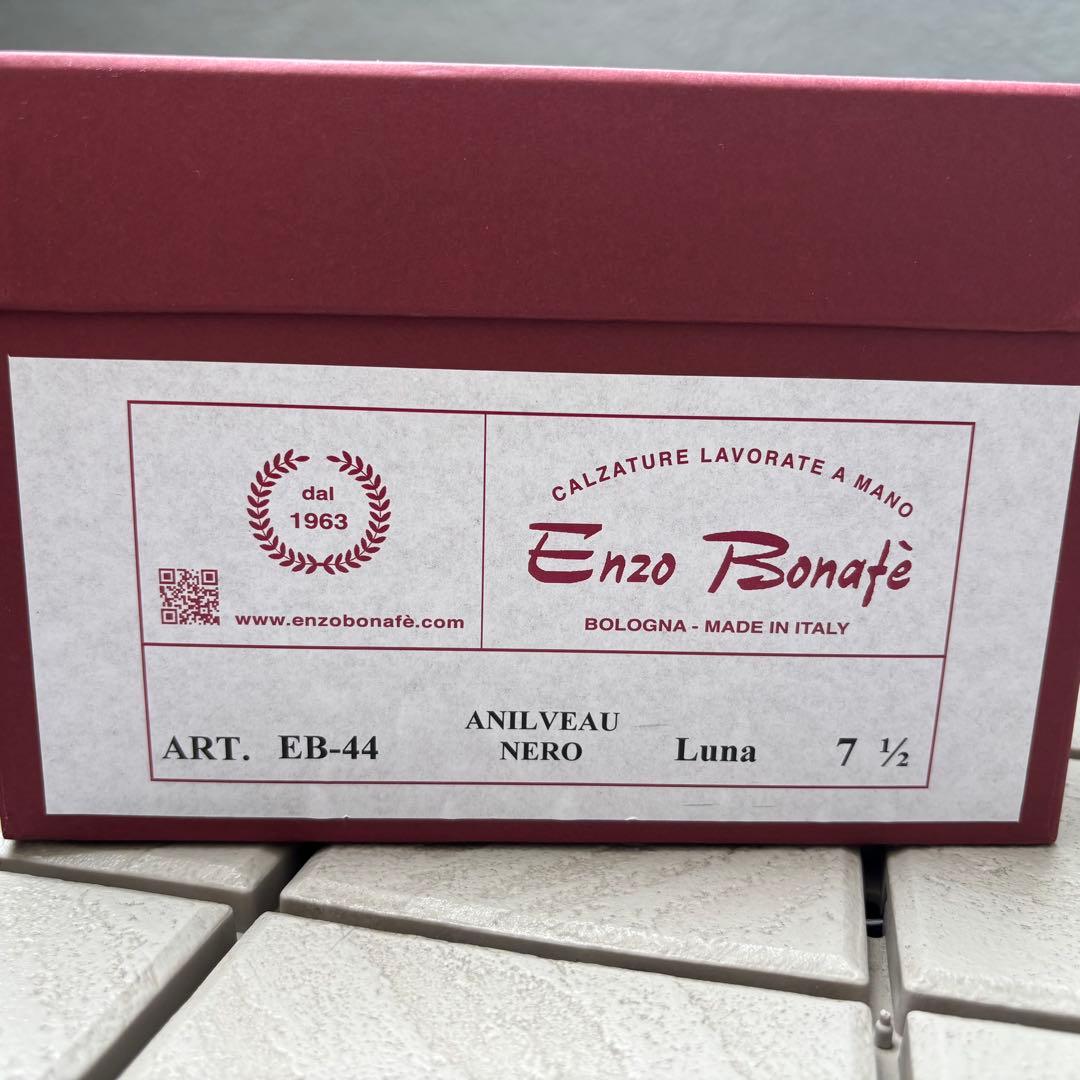 dal
1963
www.enzobonafè.com
CALZATURE LAVORATE A MANO
Enzo Bonafè
BOLOGNA - MADE IN ITALY
ART. EB-44
ANILVEAU
NERO
Luna
7 ½